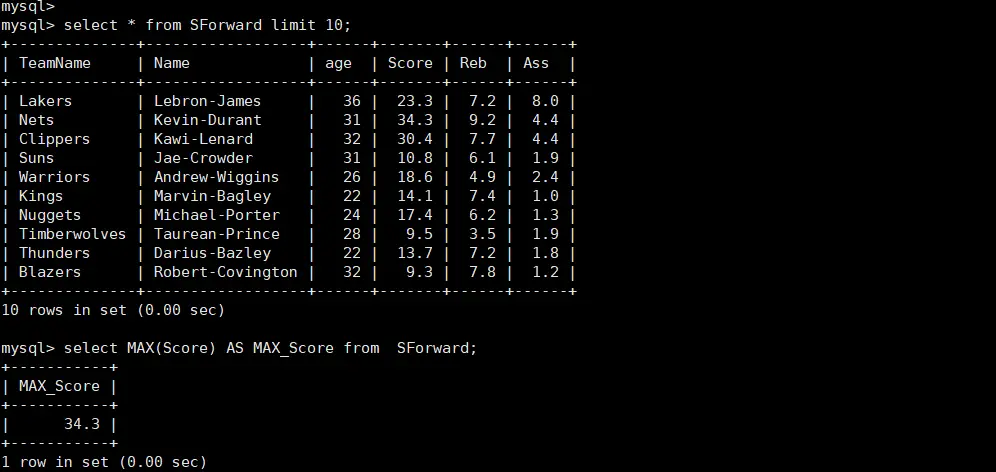 mysql>
mysql> select * from SForward limit 10;
+--------------+------------------+------+-------+------+------+
| TeamName     | Name             | age  | Score | Reb  | Ass  |
+--------------+------------------+------+-------+------+------+
| Lakers       | Lebron-James     |   36 |  23.3 |  7.2 |  8.0 |
| Nets         | Kevin-Durant     |   31 |  34.3 |  9.2 |  4.4 |
| Clippers     | Kawi-Lenard      |   32 |  30.4 |  7.7 |  4.4 |
| Suns         | Jae-Crowder      |   31 |  10.8 |  6.1 |  1.9 |
| Warriors     | Andrew-Wiggins   |   26 |  18.6 |  4.9 |  2.4 |
| Kings        | Marvin-Bagley    |   22 |  14.1 |  7.4 |  1.0 |
| Nuggets      | Michael-Porter   |   24 |  17.4 |  6.2 |  1.3 |
| Timberwolves | Taurean-Prince   |   28 |   9.5 |  3.5 |  1.9 |
| Thunders     | Darius-Bazley    |   22 |  13.7 |  7.2 |  1.8 |
| Blazers      | Robert-Covington |   32 |   9.3 |  7.8 |  1.2 |
+--------------+------------------+------+-------+------+------+
10 rows in set (0.00 sec)
mysql> select MAX(Score) AS MAX_Score from  SForward;
+-----------+
| MAX_Score |
+-----------+
|      34.3 |
+-----------+
1 row in set (0.00 sec)